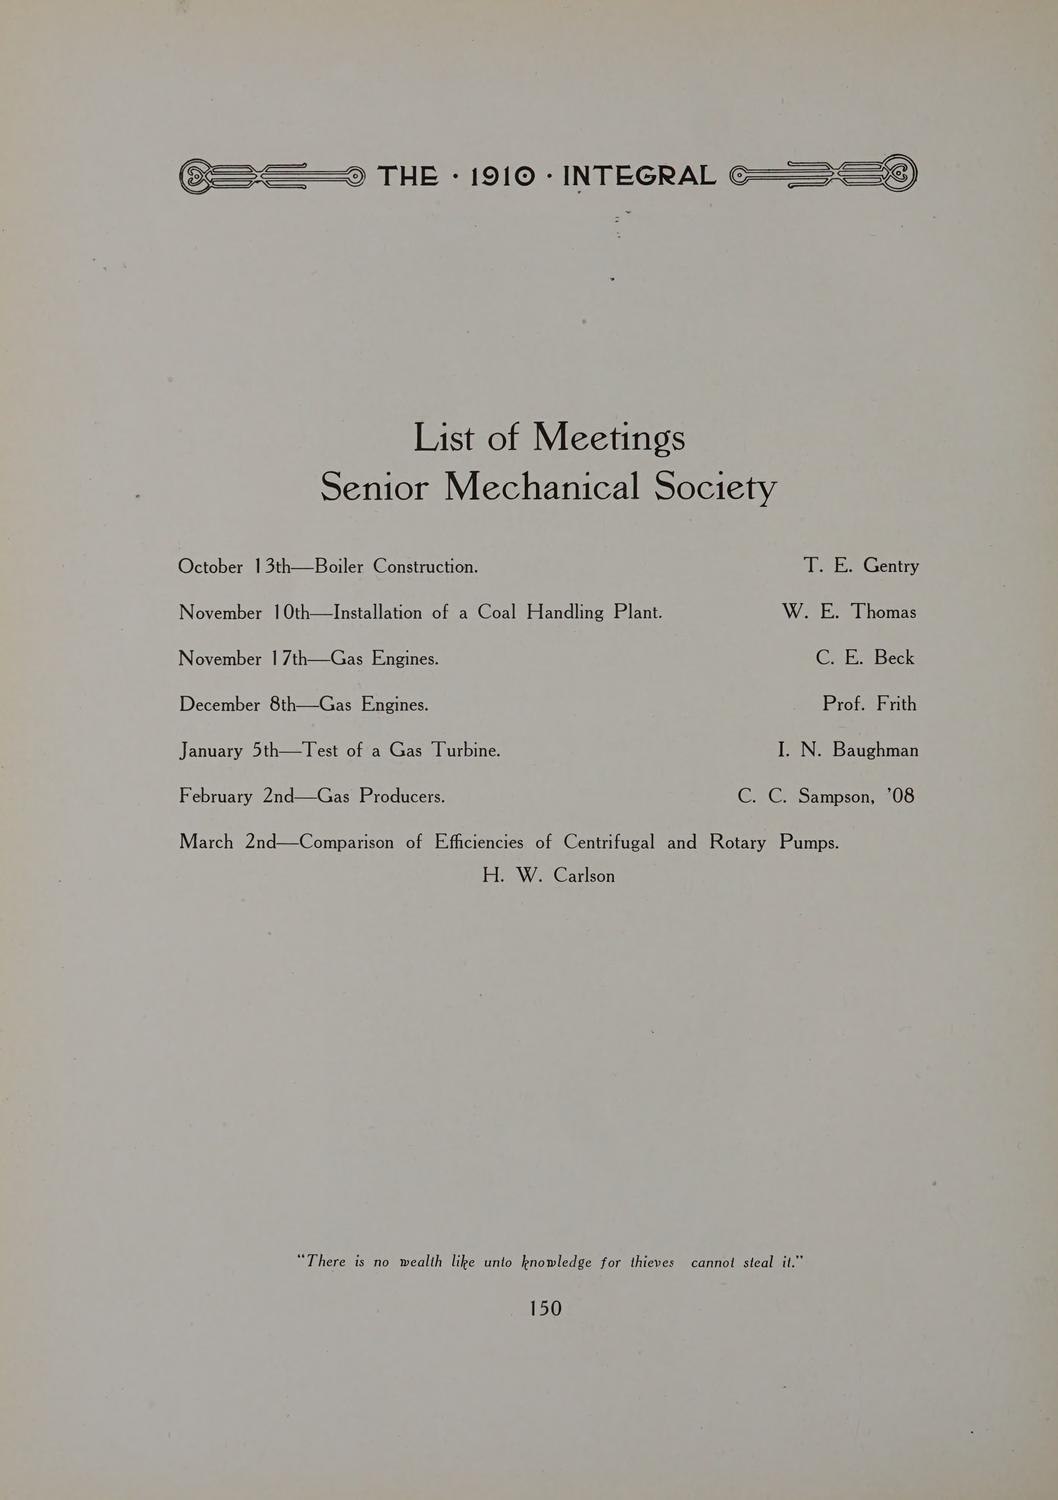 THE · 1910 · INTEGRAL
List of Meetings
Senior Mechanical Society
October 13th—Boiler Construction. T. E. Gentry
November 10th—Installation of a Coal Handling Plant. W. E. Thomas
November 17th—Gas Engines. C. E. Beck
December 8th—Gas Engines. Prof. Frith
January 5th—Test of a Gas Turbine. I. N. Baughman
February 2nd—Gas Producers. C. C. Sampson, ’08
March 2nd—Comparison of Efficiencies of Centrifugal and Rotary Pumps.
H. W. Carlson
“There is no wealth like unto knowledge for thieves cannot steal it.”
150